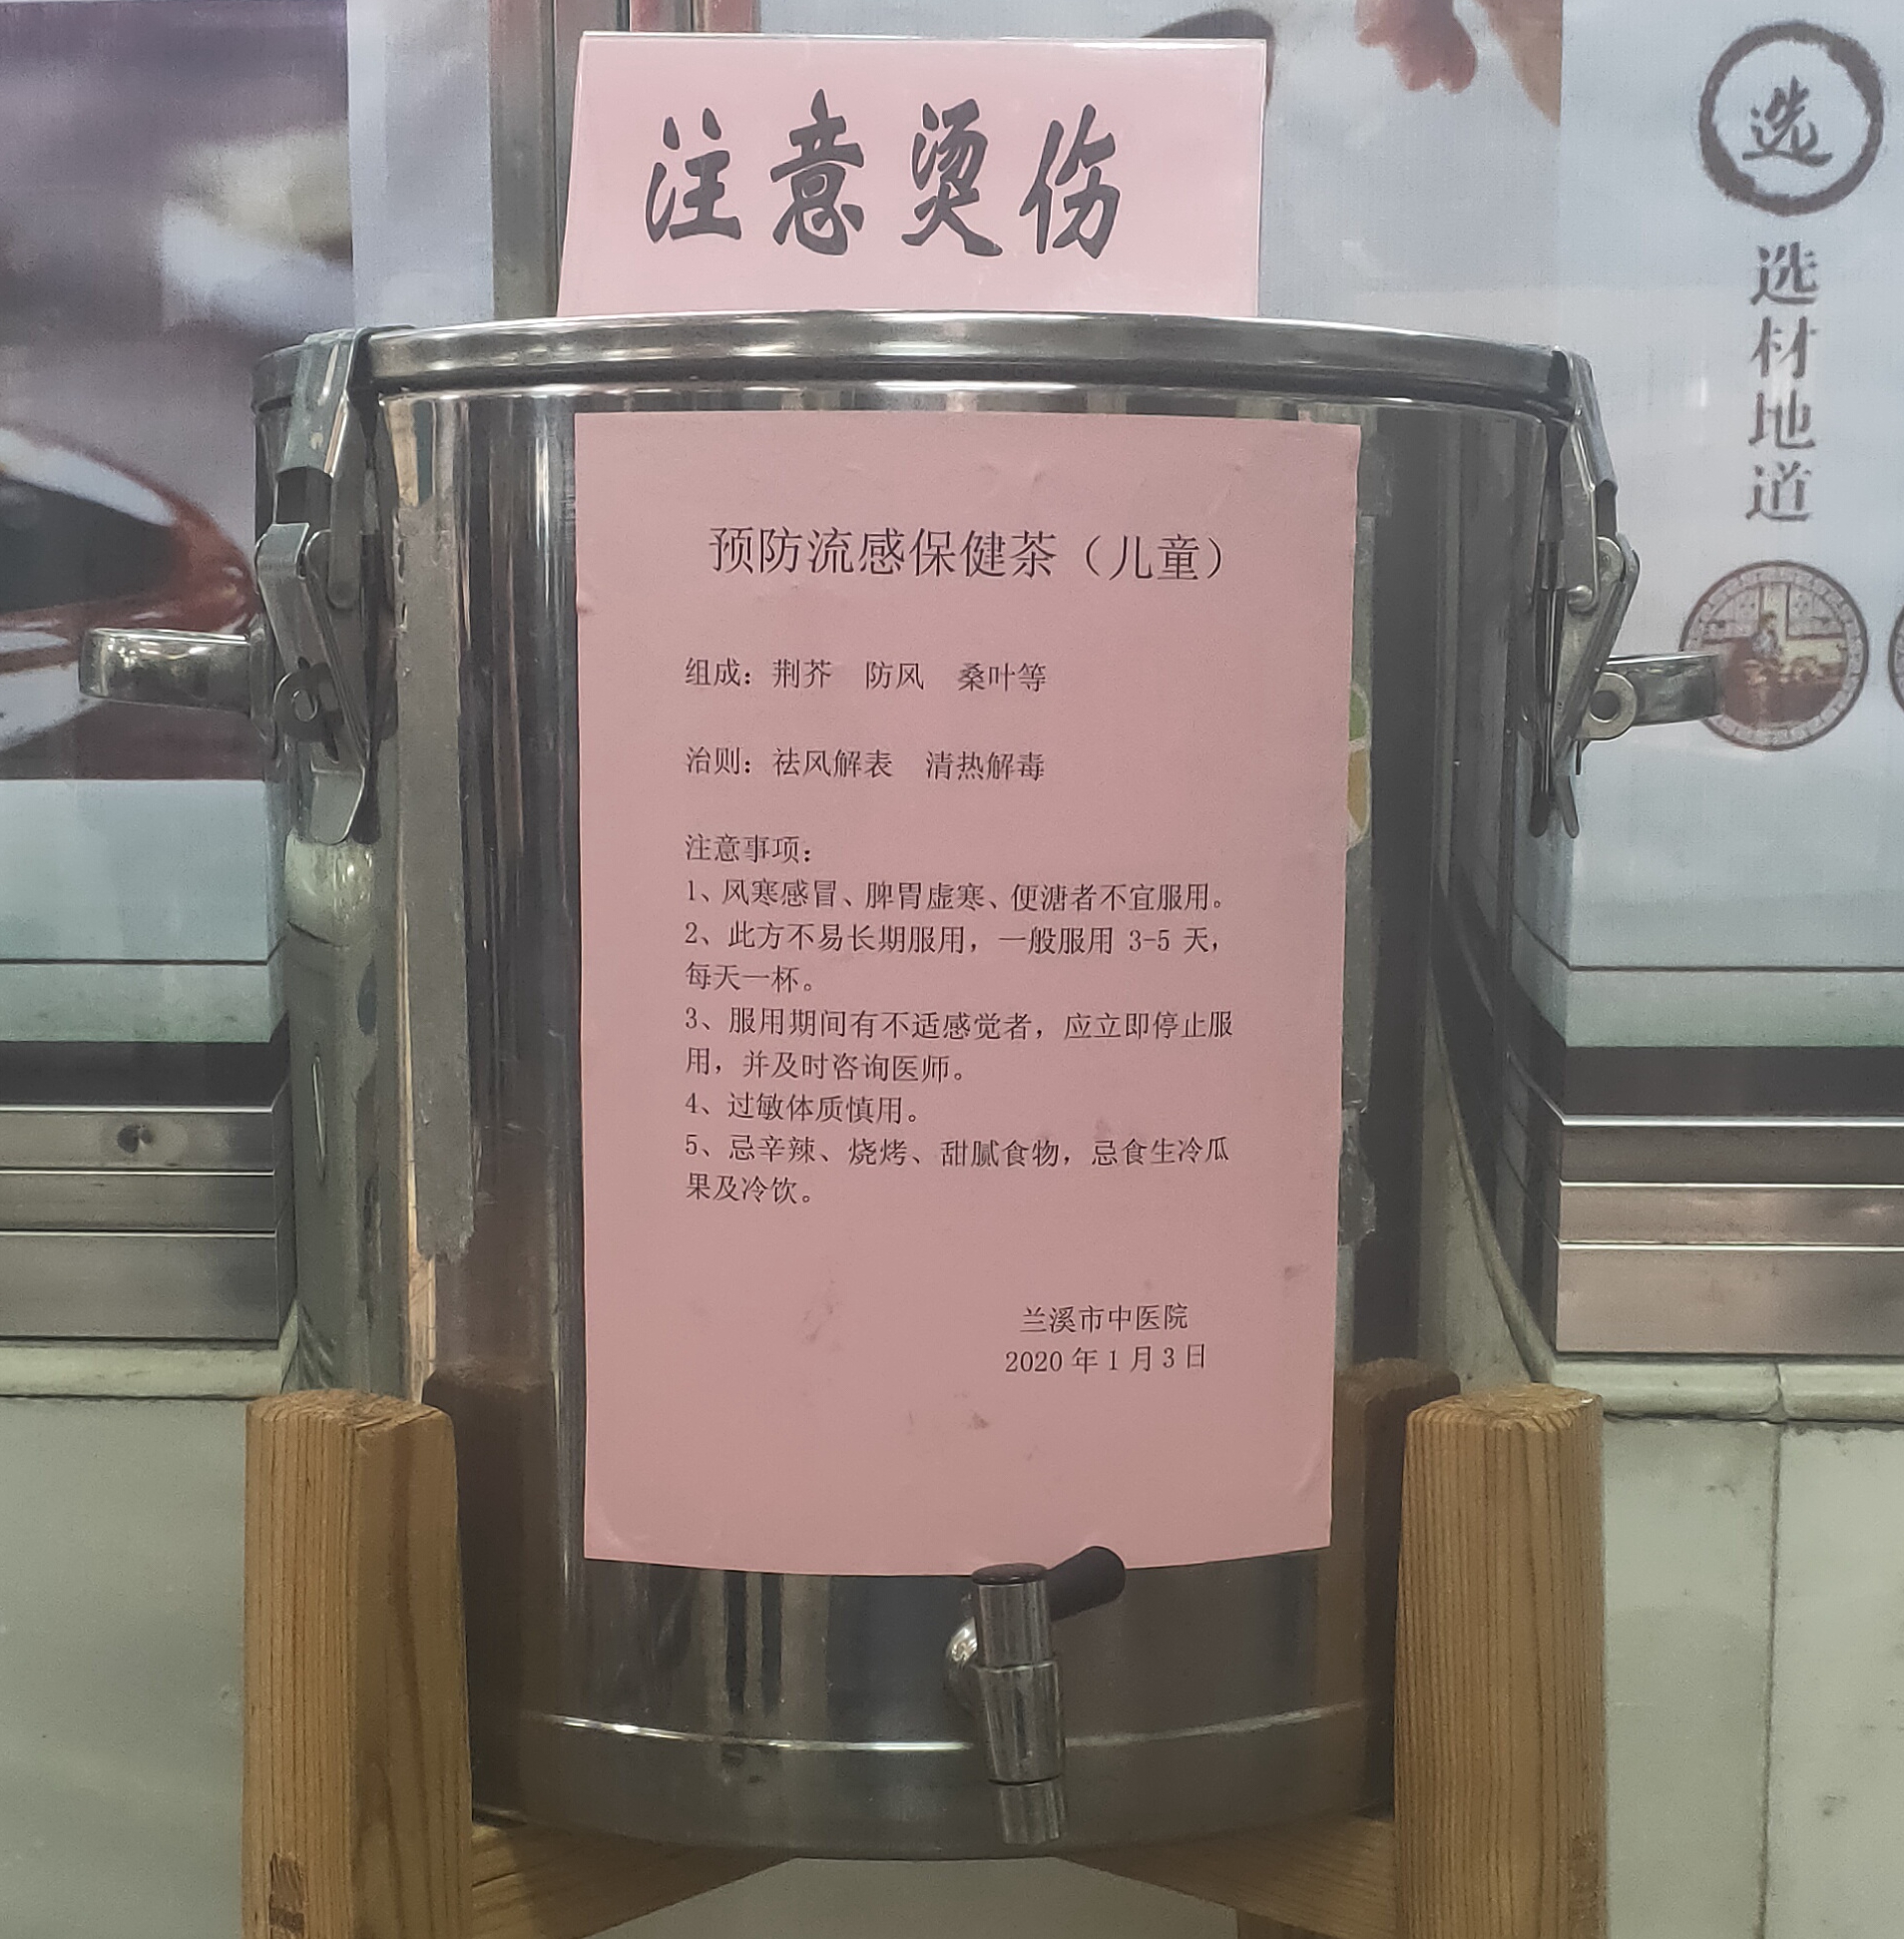 注意烫伤
选
选材地道
预防流感保健茶（儿童）
组成：荆芥 防风 桑叶等
治则：祛风解表 清热解毒
注意事项：
1、风寒感冒、脾胃虚寒、便溏者不宜服用。
2、此方不易长期服用，一般服用 3-5 天，
每天一杯。
3、服用期间有不适感觉者，应立即停止服
用，并及时咨询医师。
4、过敏体质慎用。
5、忌辛辣、烧烤、甜腻食物，忌食生冷瓜
果及冷饮。
兰溪市中医院
2020 年 1 月 3 日